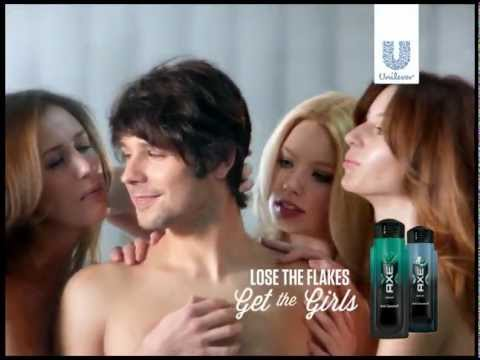 Unilever
LOSE THE FLAKES
Get the Girls
AXE
AXE